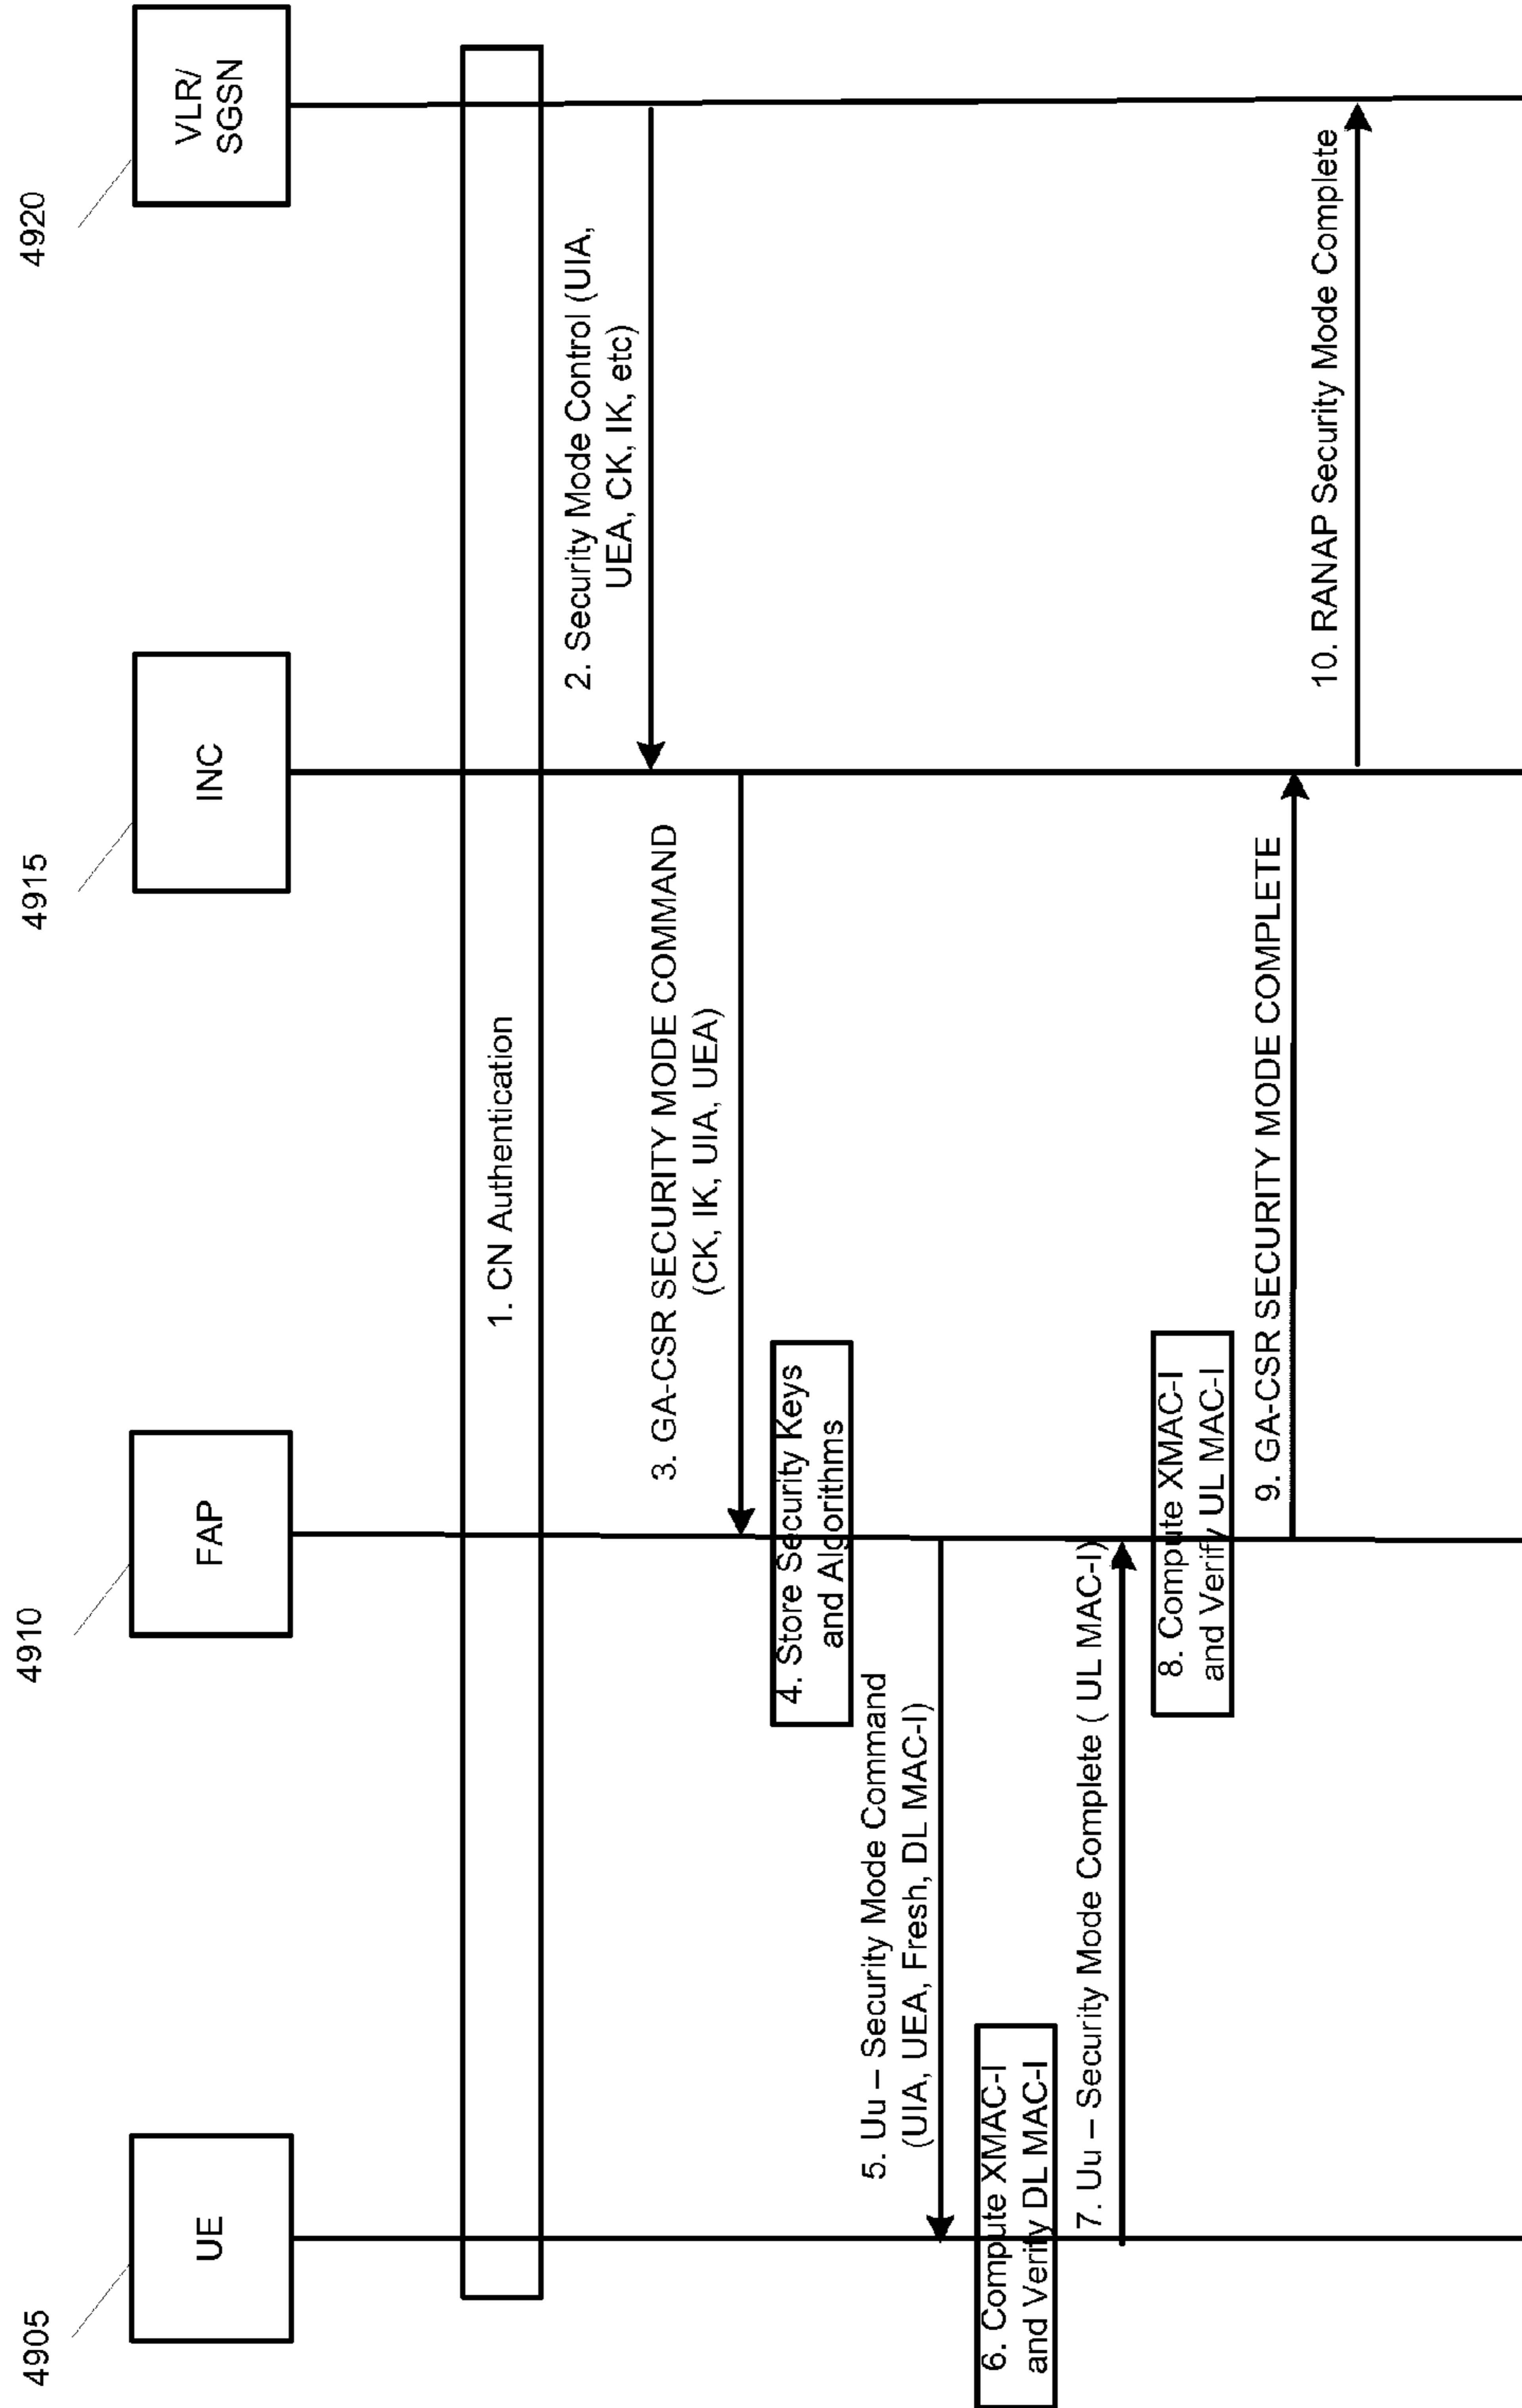 4905
4910
4915
4920
UE
FAP
INC
VLR/
SGSN
1. CN Authentication
2. Security Mode Control (UIA,
UEA, CK, IK, etc)
3. GA-CSR SECURITY MODE COMMAND
(CK, IK, UIA, UEA)
4. Store Security Keys
and Algorithms
5. Uu – Security Mode Command
(UIA, UEA, Fresh, DL MAC-I)
6. Compute XMAC-I
and Verify DL MAC-I
7. Uu – Security Mode Complete ( UL MAC-I)
8. Compute XMAC-I
and Verify UL MAC-I
9. GA-CSR SECURITY MODE COMPLETE
10. RANAP Security Mode Complete